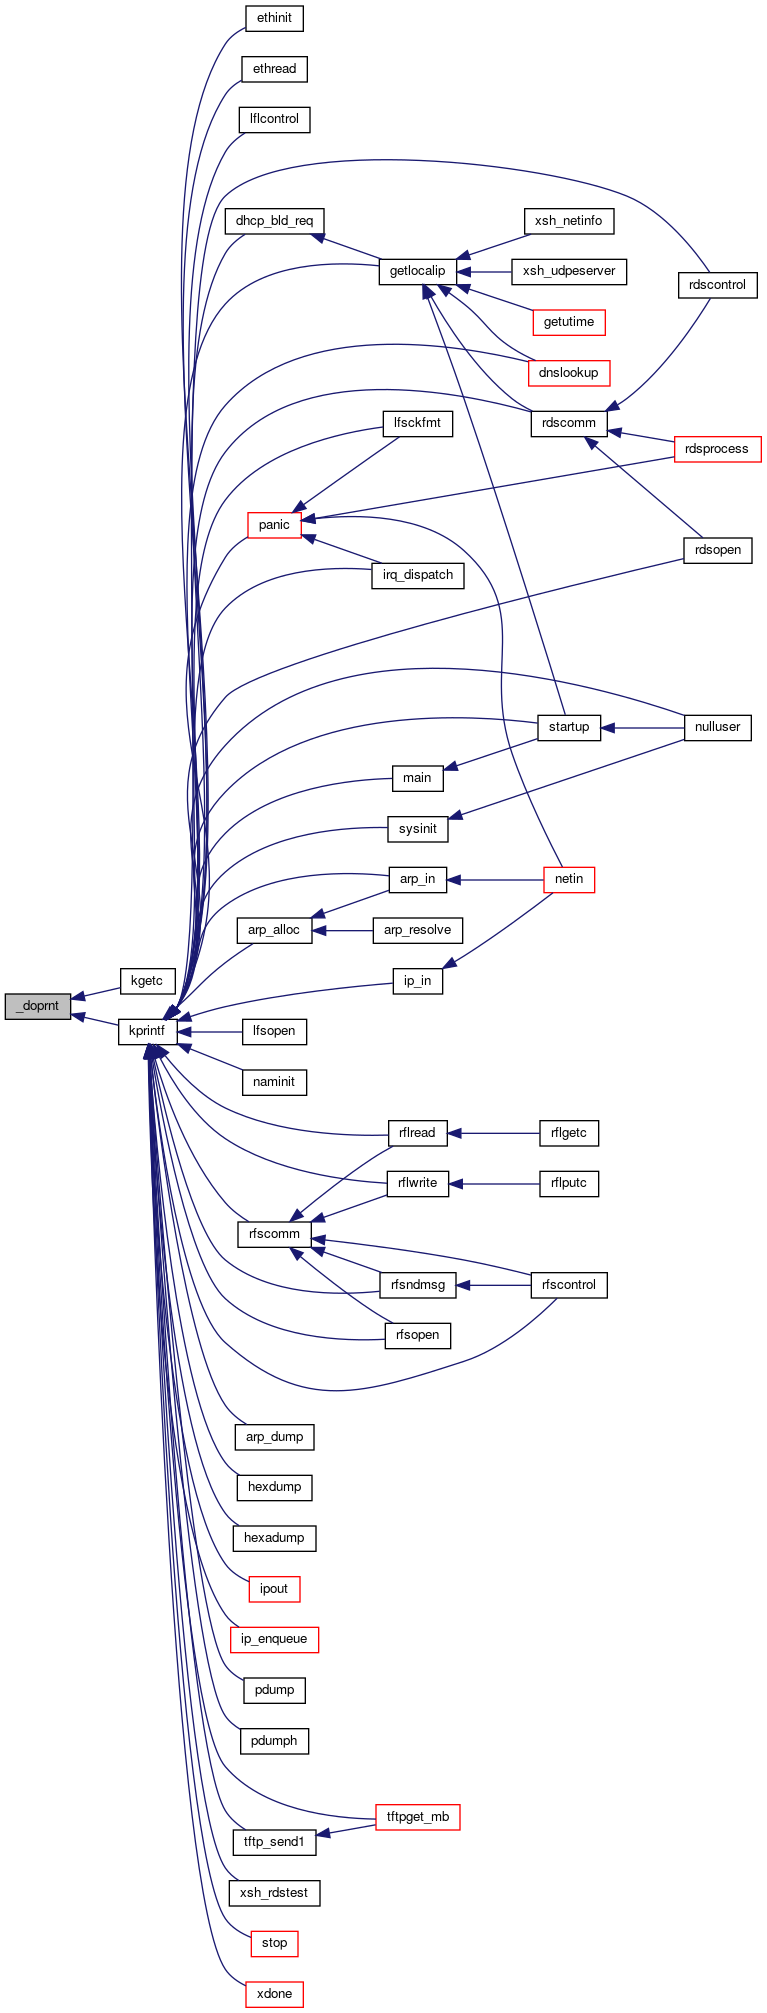 ethinit
ethread
lflcontrol
dhcp_bld_req
xsh_netinfo
getlocalip
xsh_udpeserver
rdscontrol
getutime
dnslookup
lfsckfmt
rdscomm
rdsprocess
panic
rdsopen
irq_dispatch
startup
nulluser
main
sysinit
arp_in
netin
arp_alloc
arp_resolve
kgetc
ip_in
_doprnt
kprintf
lfsopen
naminit
rflread
rflgetc
rflwrite
rflputc
rfscomm
rfsndmsg
rfscontrol
rfsopen
arp_dump
hexdump
hexadump
ipout
ip_enqueue
pdump
pdumph
tftpget_mb
tftp_send1
xsh_rdstest
stop
xdone